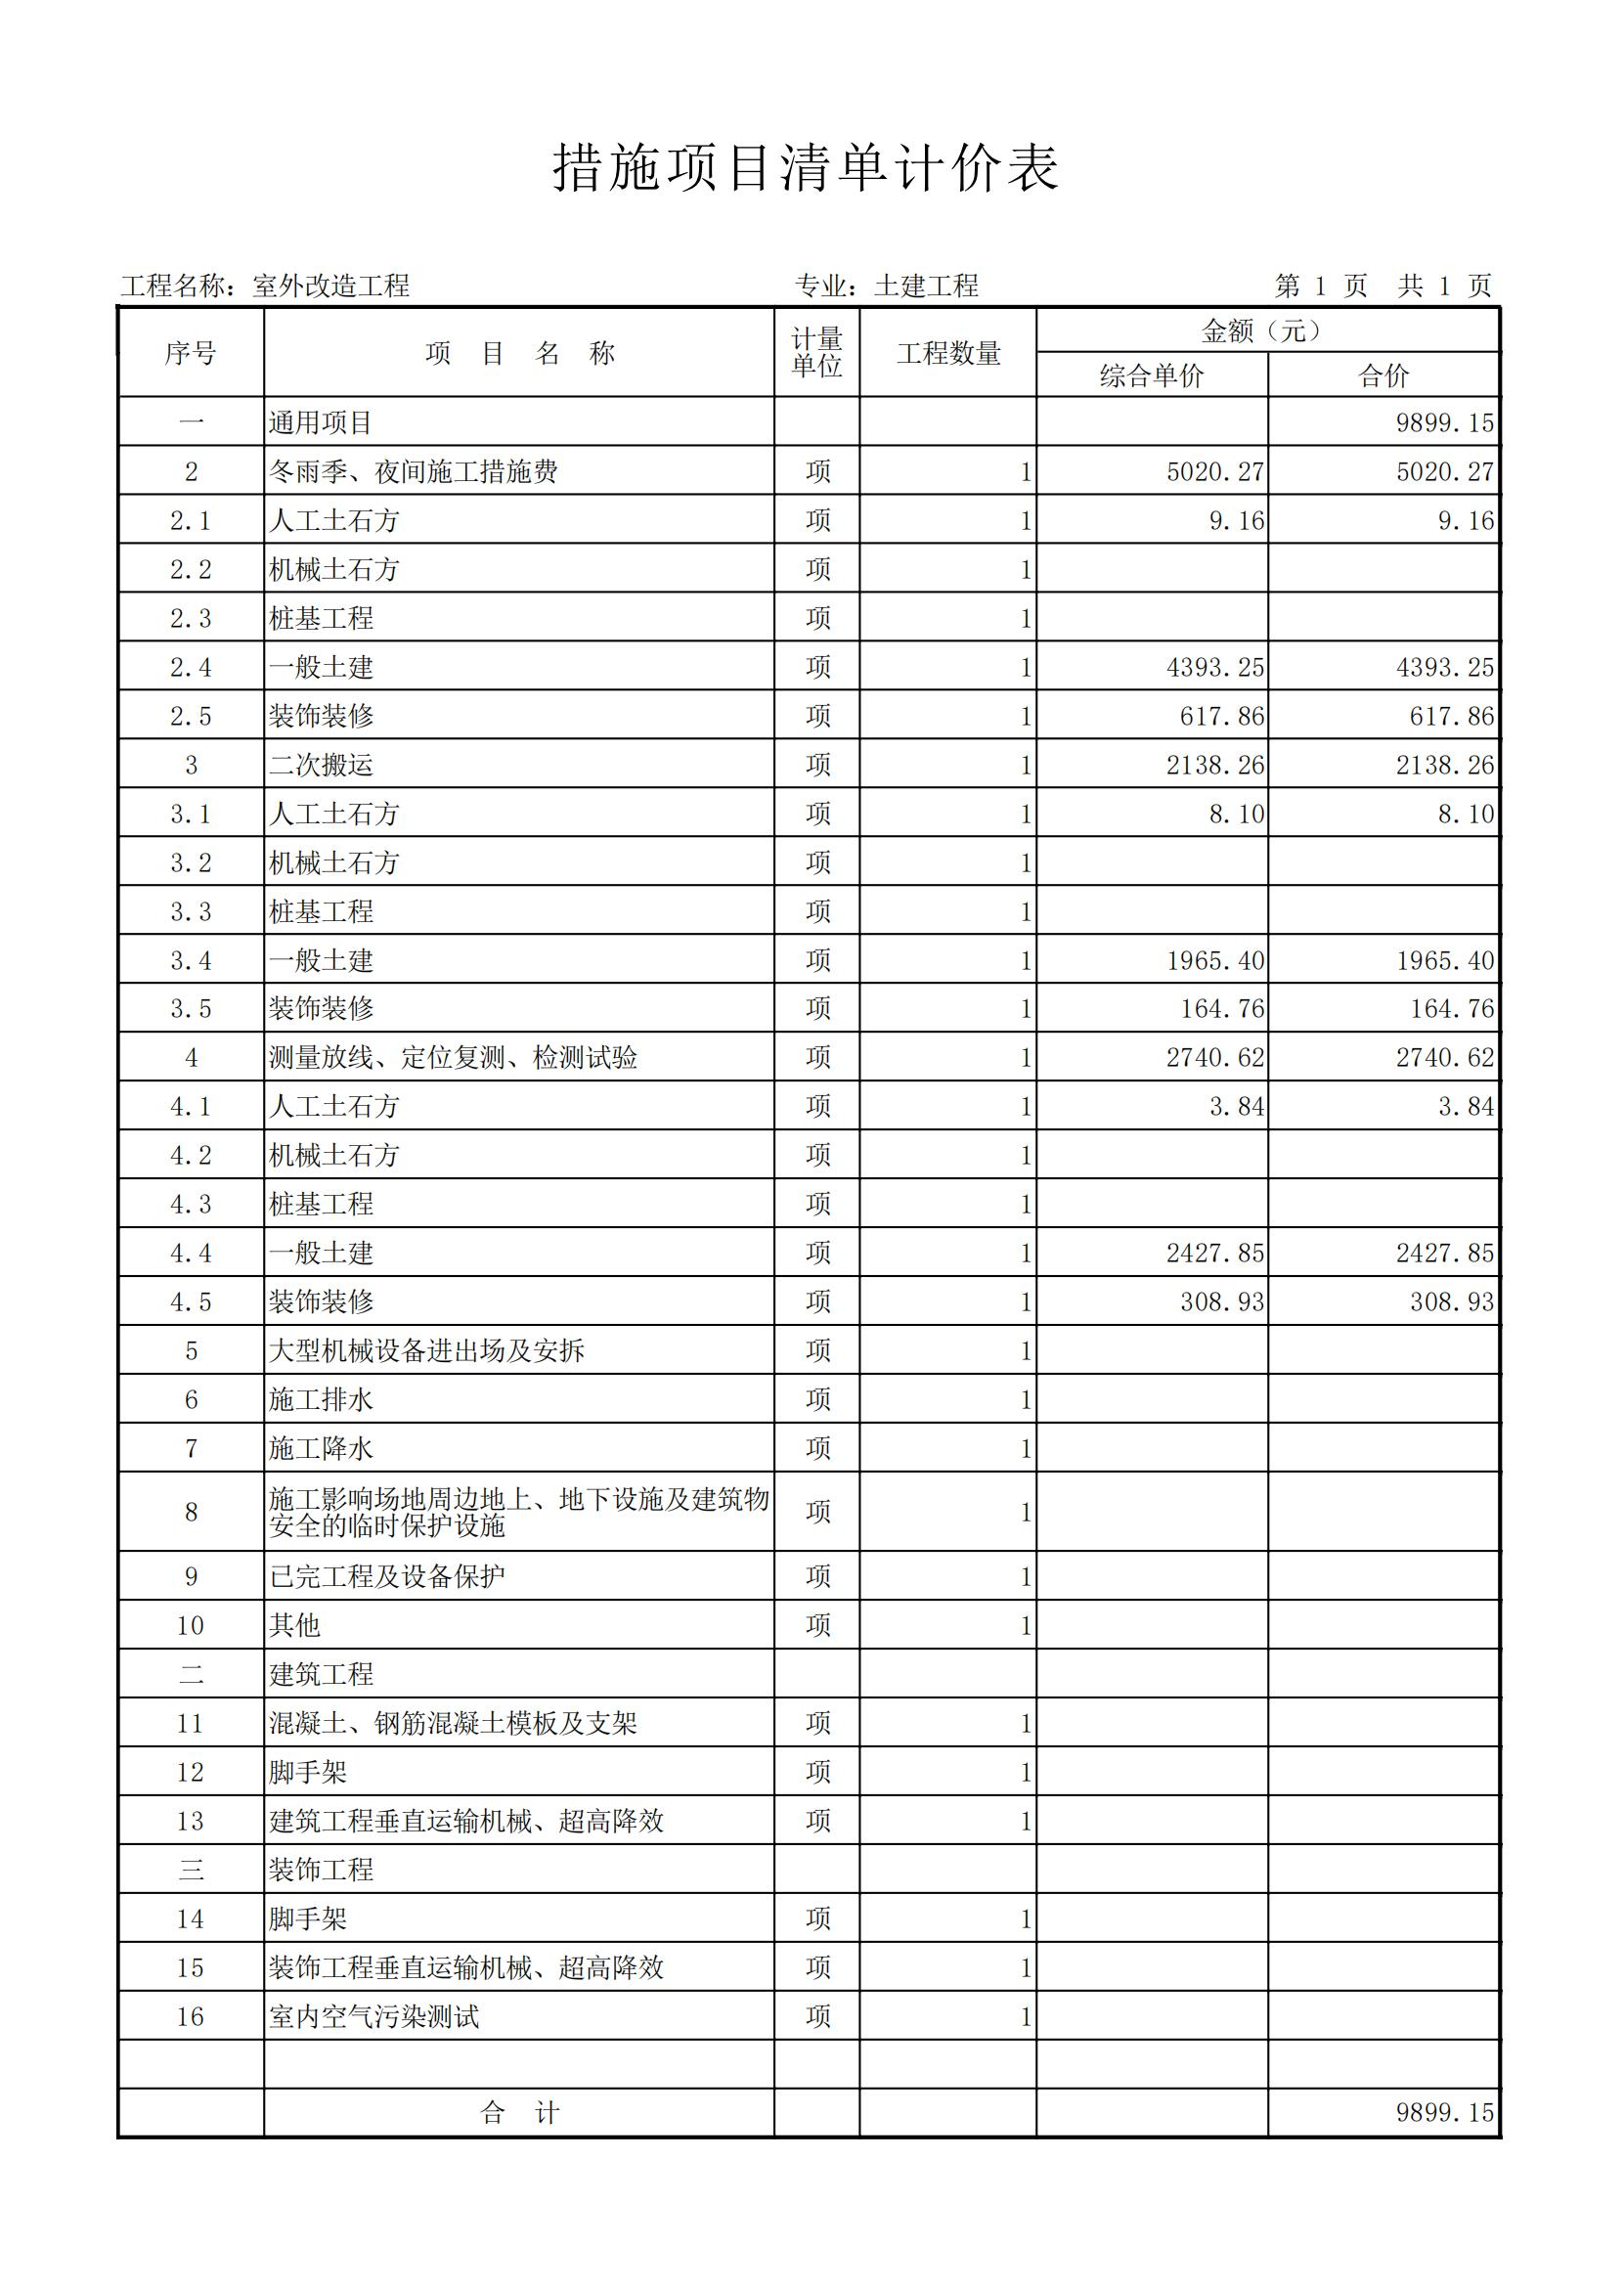 措施项目清单计价表
工程名称：室外改造工程 专业：土建工程 第 1 页 共 1 页
序号 项 目 名 称 计量单位 工程数量 金额（元）
综合单价 合价
一 通用项目 9899.15
2 冬雨季、夜间施工措施费 项 1 5020.27 5020.27
2.1 人工土石方 项 1 9.16 9.16
2.2 机械土石方 项 1
2.3 桩基工程 项 1
2.4 一般土建 项 1 4393.25 4393.25
2.5 装饰装修 项 1 617.86 617.86
3 二次搬运 项 1 2138.26 2138.26
3.1 人工土石方 项 1 8.10 8.10
3.2 机械土石方 项 1
3.3 桩基工程 项 1
3.4 一般土建 项 1 1965.40 1965.40
3.5 装饰装修 项 1 164.76 164.76
4 测量放线、定位复测、检测试验 项 1 2740.62 2740.62
4.1 人工土石方 项 1 3.84 3.84
4.2 机械土石方 项 1
4.3 桩基工程 项 1
4.4 一般土建 项 1 2427.85 2427.85
4.5 装饰装修 项 1 308.93 308.93
5 大型机械设备进出场及安拆 项 1
6 施工排水 项 1
7 施工降水 项 1
8 施工影响场地周边地上、地下设施及建筑物
安全的临时保护设施 项 1
9 已完工程及设备保护 项 1
10 其他 项 1
二 建筑工程
11 混凝土、钢筋混凝土模板及支架 项 1
12 脚手架 项 1
13 建筑工程垂直运输机械、超高降效 项 1
三 装饰工程
14 脚手架 项 1
15 装饰工程垂直运输机械、超高降效 项 1
16 室内空气污染测试 项 1
合 计 9899.15